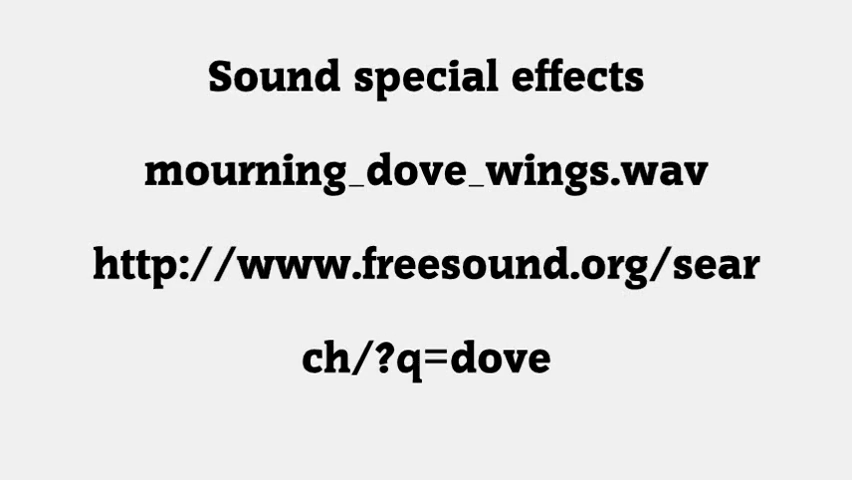 Sound special effects
mourning_dove_wings.wav
http://www.freesound.org/sear
ch/?q=dove